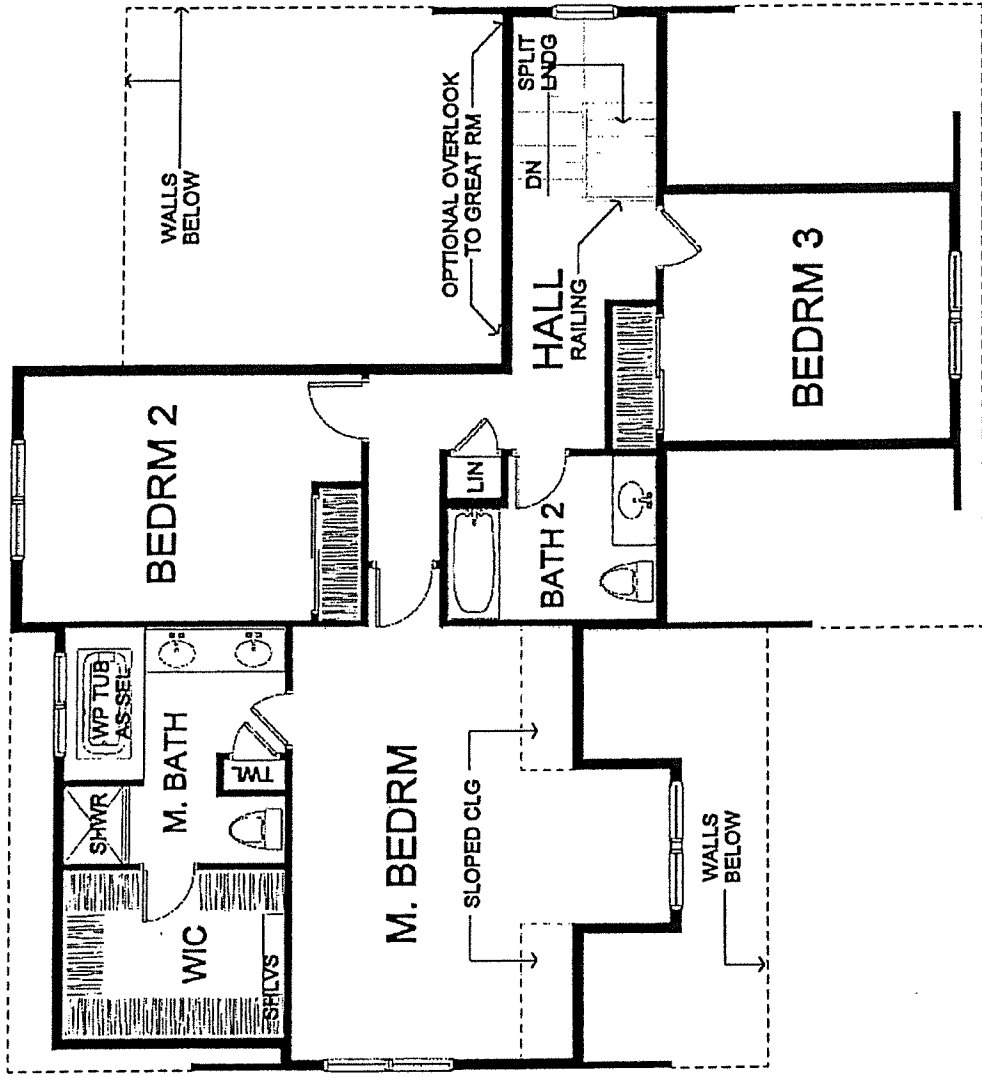 WALLS
BELOW
OPTIONAL OVERLOOK
TO GREAT RM
SPLIT
LNDG
DN
HALL
RAILING
BEDRM 3
BEDRM 2
LIN
BATH 2
WP TUB
AS SEL
M. BATH
TWL
SHWR
WIC
SHLVS
M. BEDRM
SLOPED CLG
WALLS
BELOW